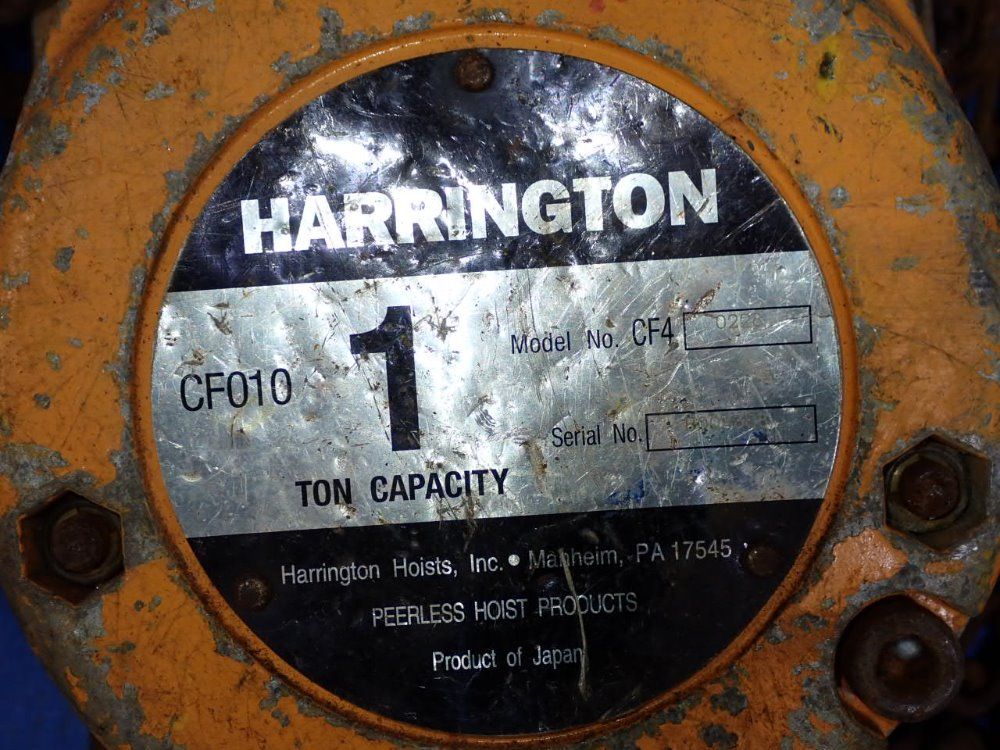 HARRINGTON
CF010
1
TON CAPACITY
Model No. CF4
Serial No.
Harrington Hoists, Inc. • Manheim, PA 17545
PEERLESS HOIST PRODUCTS
Product of Japan